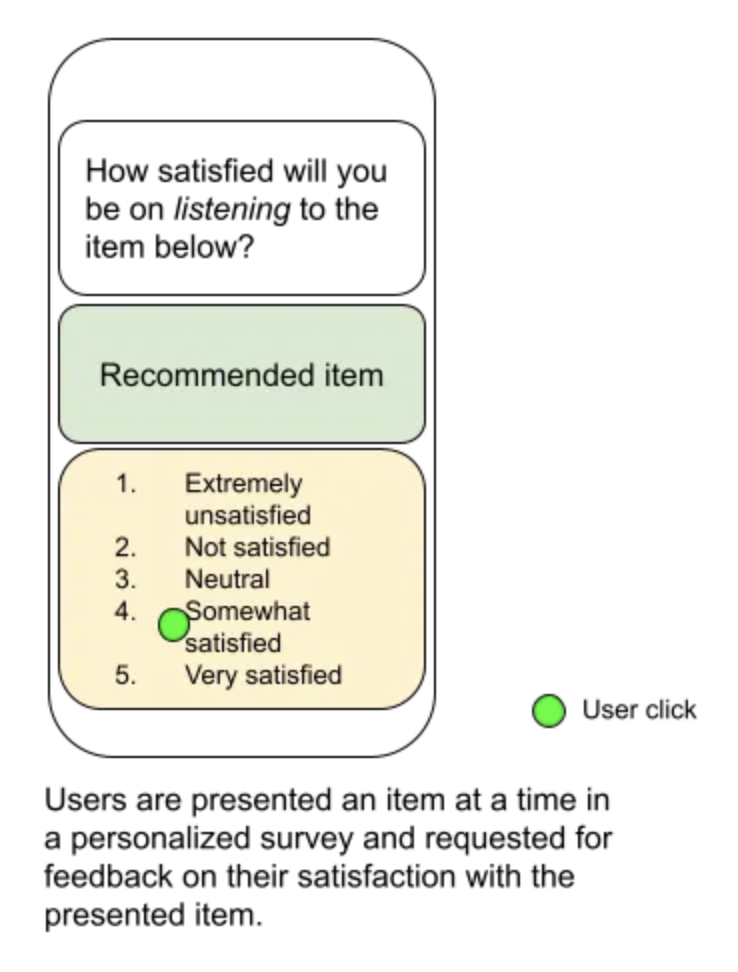 How satisfied will you
be on listening to the
item below?
Recommended item
1. Extremely
unsatisfied
2. Not satisfied
3. Neutral
4. Somewhat
satisfied
5. Very satisfied
User click
Users are presented an item at a time in
a personalized survey and requested for
feedback on their satisfaction with the
presented item.